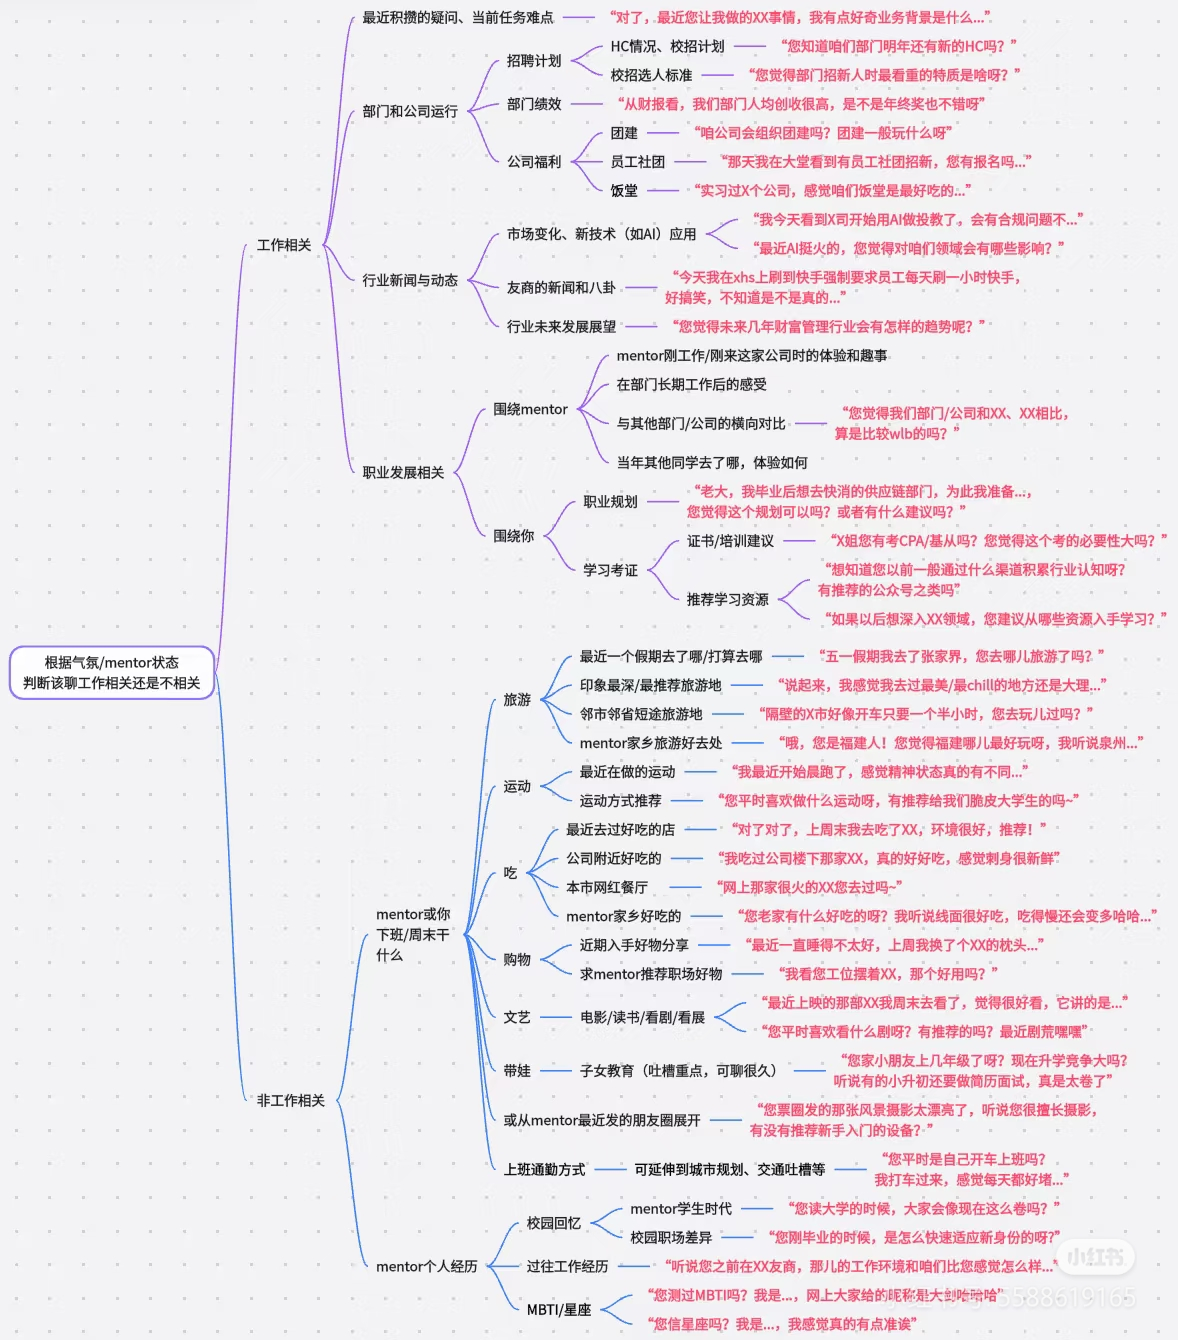 最近积攒的疑问、当前任务难点
“对了，最近您让我做的XX事情，我有点好奇业务背景是什么...”
HC情况、校招计划
“您知道咱们部门明年还有新的HC吗？”
招聘计划
校招选人标准
“您觉得部门招新人时最看重的特质是啥呀？”
部门和公司运行
部门绩效
“从财报看，我们部门人均创收很高，是不是年终奖也不错呀”
团建
“咱公司会组织团建吗？团建一般玩什么呀”
公司福利
员工社团
“那天我在大堂看到有员工社团招新，您有报名吗...”
饭堂
“实习过X个公司，感觉咱们饭堂是最好吃的...”
工作相关
市场变化、新技术（如AI）应用
“我今天看到X司开始用AI做投教了，会有合规问题不...”
“最近AI挺火的，您觉得对咱们领域会有哪些影响？”
行业新闻与动态
友商的新闻和八卦
“今天我在xhs上刷到快手强制要求员工每天刷一小时快手，
好搞笑，不知道是不是真的...”
行业未来发展展望
“您觉得未来几年财富管理行业会有怎样的趋势呢？”
mentor刚工作/刚来这家公司时的体验和趣事
在部门长期工作后的感受
围绕mentor
与其他部门/公司的横向对比
“您觉得我们部门/公司和XX、XX相比，
算是比较wlb的吗？”
当年其他同学去了哪，体验如何
职业发展相关
职业规划
“老大，我毕业后想去快消的供应链部门，为此我准备...，
您觉得这个规划可以吗？或者有什么建议吗？”
围绕你
证书/培训建议
“X姐您有考CPA/基从吗？您觉得这个考的必要性大吗？”
学习考证
推荐学习资源
“想知道您以前一般通过什么渠道积累行业认知呀？
有推荐的公众号之类吗”
“如果以后想深入XX领域，您建议从哪些资源入手学习？”
根据气氛/mentor状态
判断该聊工作相关还是不相关
最近一个假期去了哪/打算去哪
“五一假期我去了张家界，您去哪儿旅游了吗？”
印象最深/最推荐旅游地
“说起来，我感觉我去过最美/最chill的地方还是大理...”
旅游
邻市邻省短途旅游地
“隔壁的X市好像开车只要一个半小时，您去玩儿过吗？”
mentor家乡旅游好去处
“哦，您是福建人！您觉得福建哪儿最好玩呀，我听说泉州...”
最近在做的运动
“我最近开始晨跑了，感觉精神状态真的有不同...”
运动
运动方式推荐
“您平时喜欢做什么运动呀，有推荐给我们脆皮大学生的吗~”
最近去过好吃的店
“对了对了，上周末我去吃了XX，环境很好，推荐！”
公司附近好吃的
“我吃过公司楼下那家XX，真的好好吃，感觉刺身很新鲜”
吃
本市网红餐厅
“网上那家很火的XX您去过吗~”
mentor家乡好吃的
“您老家有什么好吃的呀？我听说线面很好吃，吃得慢还会变多哈哈...”
mentor或你
下班/周末干
什么
近期入手好物分享
“最近一直睡得不太好，上周我换了个XX的枕头...”
购物
求mentor推荐职场好物
“我看您工位摆着XX，那个好用吗？”
文艺
电影/读书/看剧/看展
“最近上映的那部XX我周末去看了，觉得很好看，它讲的是...”
“您平时喜欢看什么剧呀？有推荐的吗？最近剧荒嘿嘿”
带娃
子女教育（吐槽重点，可聊很久）
“您家小朋友上几年级了呀？现在升学竞争大吗？
听说有的小升初还要做简历面试，真是太卷了”
非工作相关
或从mentor最近发的朋友圈展开
“您票圈发的那张风景摄影太漂亮了，听说您很擅长摄影，
有没有推荐新手入门的设备？”
上班通勤方式
可延伸到城市规划、交通吐槽等
“您平时是自己开车上班吗？
我打车过来，感觉每天都好堵...”
mentor学生时代
“您读大学的时候，大家会像现在这么卷吗？”
校园回忆
校园职场差异
“您刚毕业的时候，是怎么快速适应新身份的呀？”
mentor个人经历
过往工作经历
“听说您之前在XX友商，那儿的工作环境和咱们比您感觉怎么样...”
小红书
MBTI/星座
“您测过MBTI吗？我是...，网上大家给的昵称是大到哈哈哈”
小红书号: 5588619165
“您信星座吗？我是...，我感觉真的有点准诶”